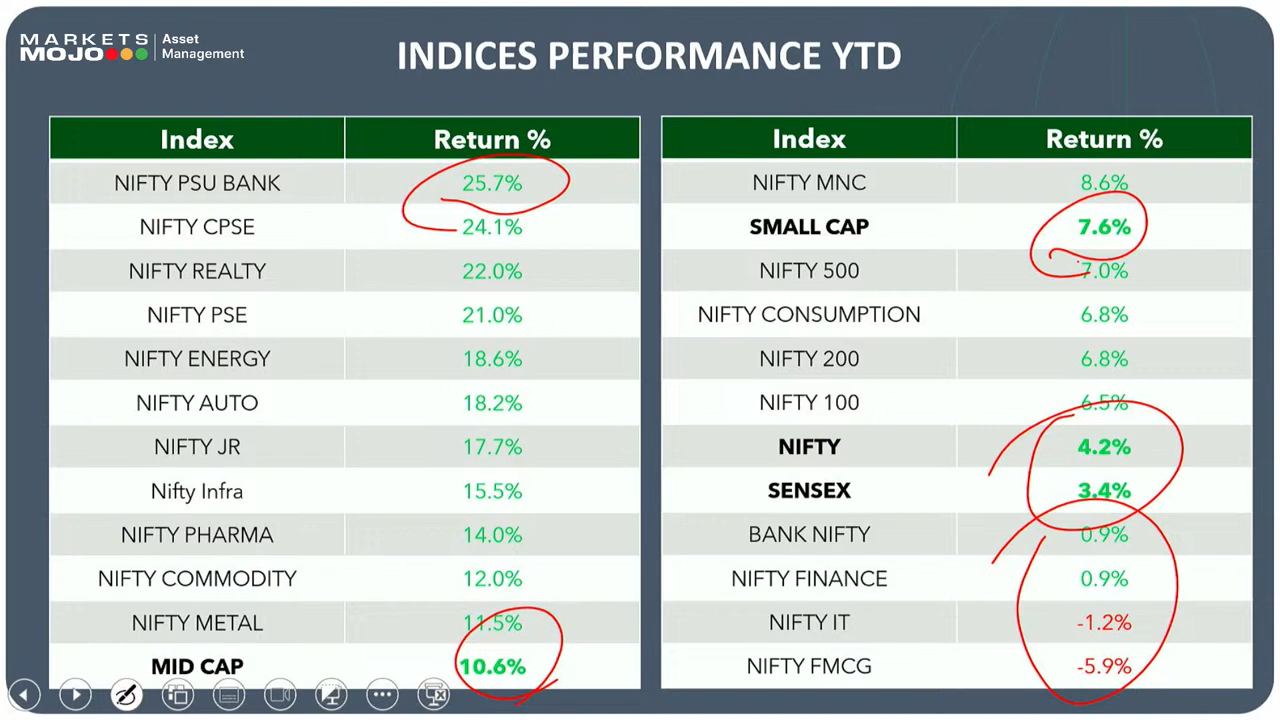 MARKETS
MOJO
Asset
Management
INDICES PERFORMANCE YTD
Index Return %
NIFTY PSU BANK 25.7%
NIFTY CPSE 24.1%
NIFTY REALTY 22.0%
NIFTY PSE 21.0%
NIFTY ENERGY 18.6%
NIFTY AUTO 18.2%
NIFTY JR 17.7%
Nifty Infra 15.5%
NIFTY PHARMA 14.0%
NIFTY COMMODITY 12.0%
NIFTY METAL 11.5%
MID CAP 10.6%
Index Return %
NIFTY MNC 8.6%
SMALL CAP 7.6%
NIFTY 500 7.0%
NIFTY CONSUMPTION 6.8%
NIFTY 200 6.8%
NIFTY 100 6.5%
NIFTY 4.2%
SENSEX 3.4%
BANK NIFTY 0.9%
NIFTY FINANCE 0.9%
NIFTY IT -1.2%
NIFTY FMCG -5.9%